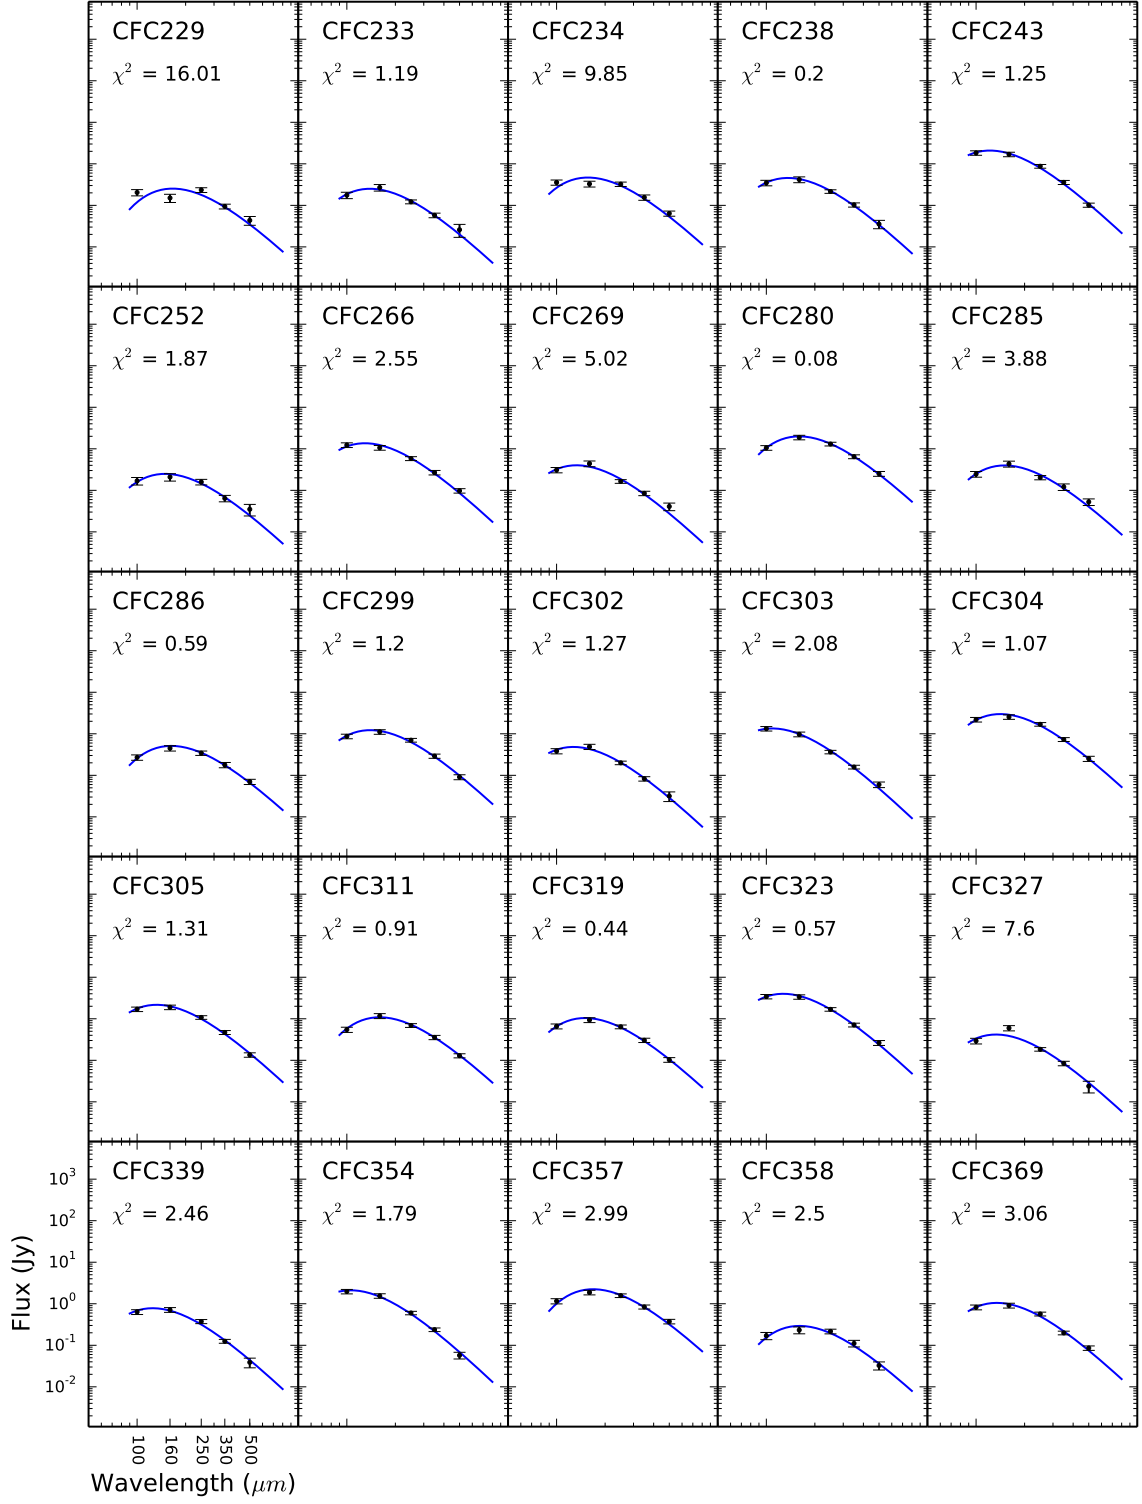 CFC229 CFC233 CFC234 CFC238 CFC243
χ² = 16.01 χ² = 1.19 χ² = 9.85 χ² = 0.2 χ² = 1.25
CFC252 CFC266 CFC269 CFC280 CFC285
χ² = 1.87 χ² = 2.55 χ² = 5.02 χ² = 0.08 χ² = 3.88
CFC286 CFC299 CFC302 CFC303 CFC304
χ² = 0.59 χ² = 1.2 χ² = 1.27 χ² = 2.08 χ² = 1.07
CFC305 CFC311 CFC319 CFC323 CFC327
χ² = 1.31 χ² = 0.91 χ² = 0.44 χ² = 0.57 χ² = 7.6
CFC339 CFC354 CFC357 CFC358 CFC369
χ² = 2.46 χ² = 1.79 χ² = 2.99 χ² = 2.5 χ² = 3.06
10³
10²
10¹
10⁰
10⁻¹
10⁻²
Flux (Jy)
100 160 250 350 500
Wavelength (μm)